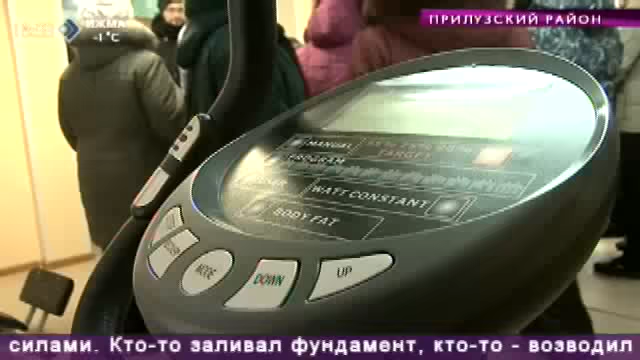 ИЖМА
-1°C
ПРИЛУЗСКИЙ РАЙОН
MANUAL
TARGET
PROGRAM
WATT CONSTANT
BODY FAT
MODE
DOWN
UP
силами. Кто-то заливал фундамент, кто-то - возводил